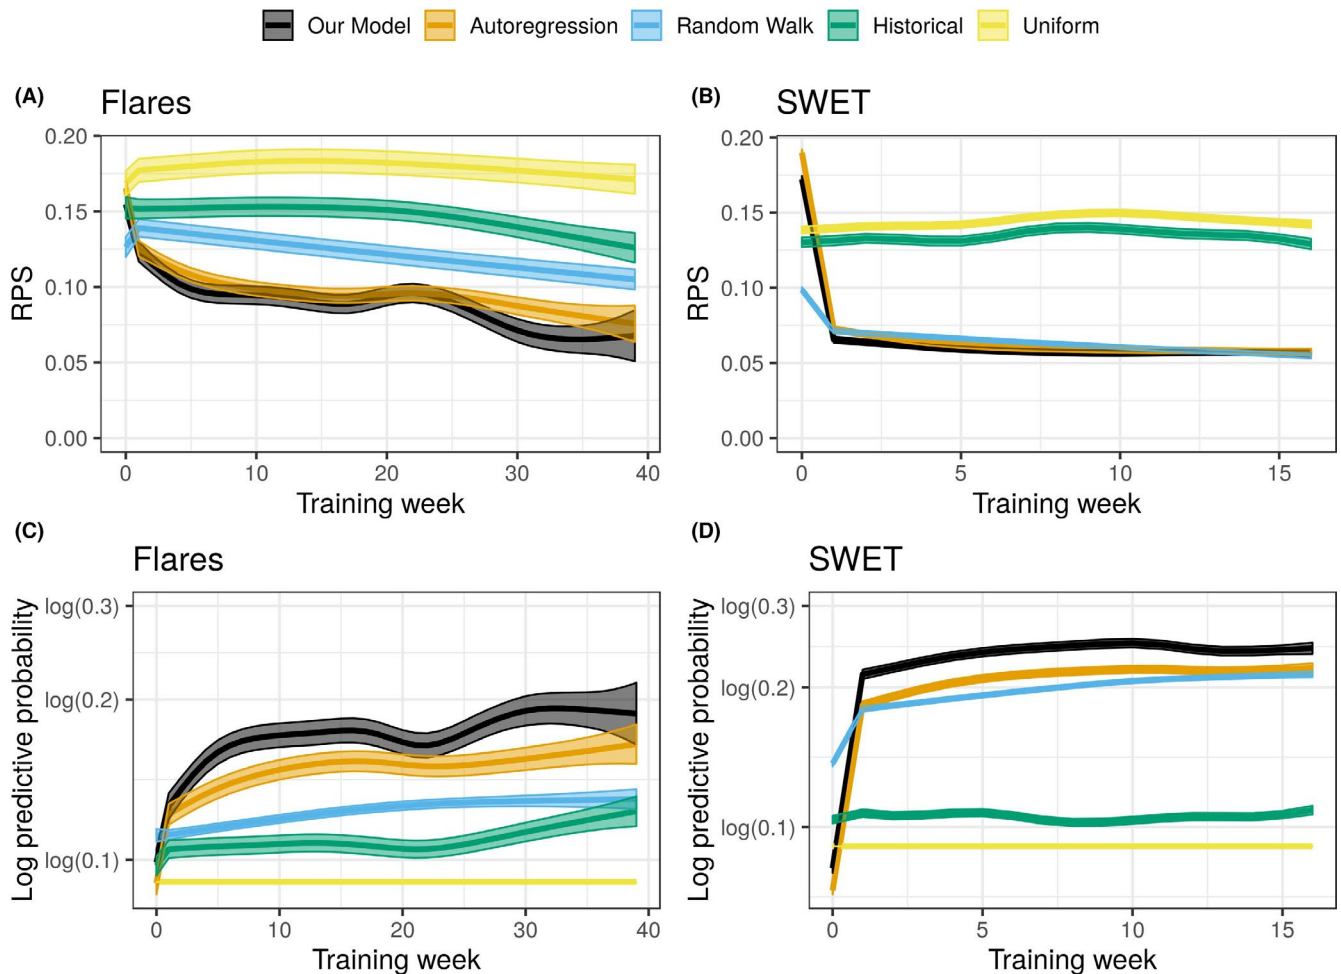 Our Model Autoregression Random Walk Historical Uniform
(A) Flares
RPS
0.20
0.15
0.10
0.05
0.00
0 10 20 30 40
Training week
(B) SWET
RPS
0.20
0.15
0.10
0.05
0.00
0 5 10 15
Training week
(C) Flares
Log predictive probability
log(0.3)
log(0.2)
log(0.1)
0 10 20 30 40
Training week
(D) SWET
Log predictive probability
log(0.3)
log(0.2)
log(0.1)
0 5 10 15
Training week